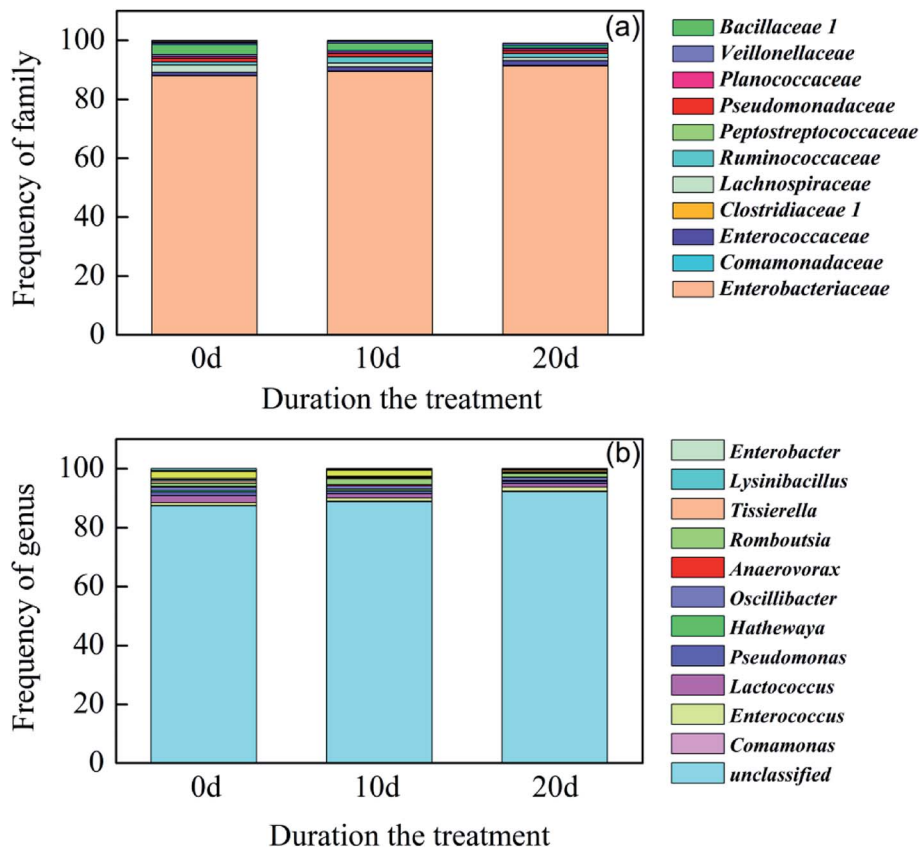 (a)
Frequency of family
100
80
60
40
20
0
0d 10d 20d
Duration the treatment
Bacillaceae 1
Veillonellaceae
Planococcaceae
Pseudomonadaceae
Peptostreptococcaceae
Ruminococcaceae
Lachnospiraceae
Clostridiaceae 1
Enterococcaceae
Comamonadaceae
Enterobacteriaceae
(b)
Frequency of genus
100
80
60
40
20
0
0d 10d 20d
Duration the treatment
Enterobacter
Lysinibacillus
Tissierella
Romboutsia
Anaerovorax
Oscillibacter
Hathewaya
Pseudomonas
Lactococcus
Enterococcus
Comamonas
unclassified